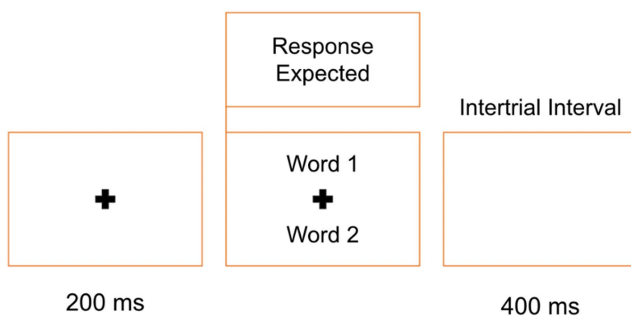 Response
Expected
Intertrial Interval
Word 1
Word 2
200 ms
400 ms